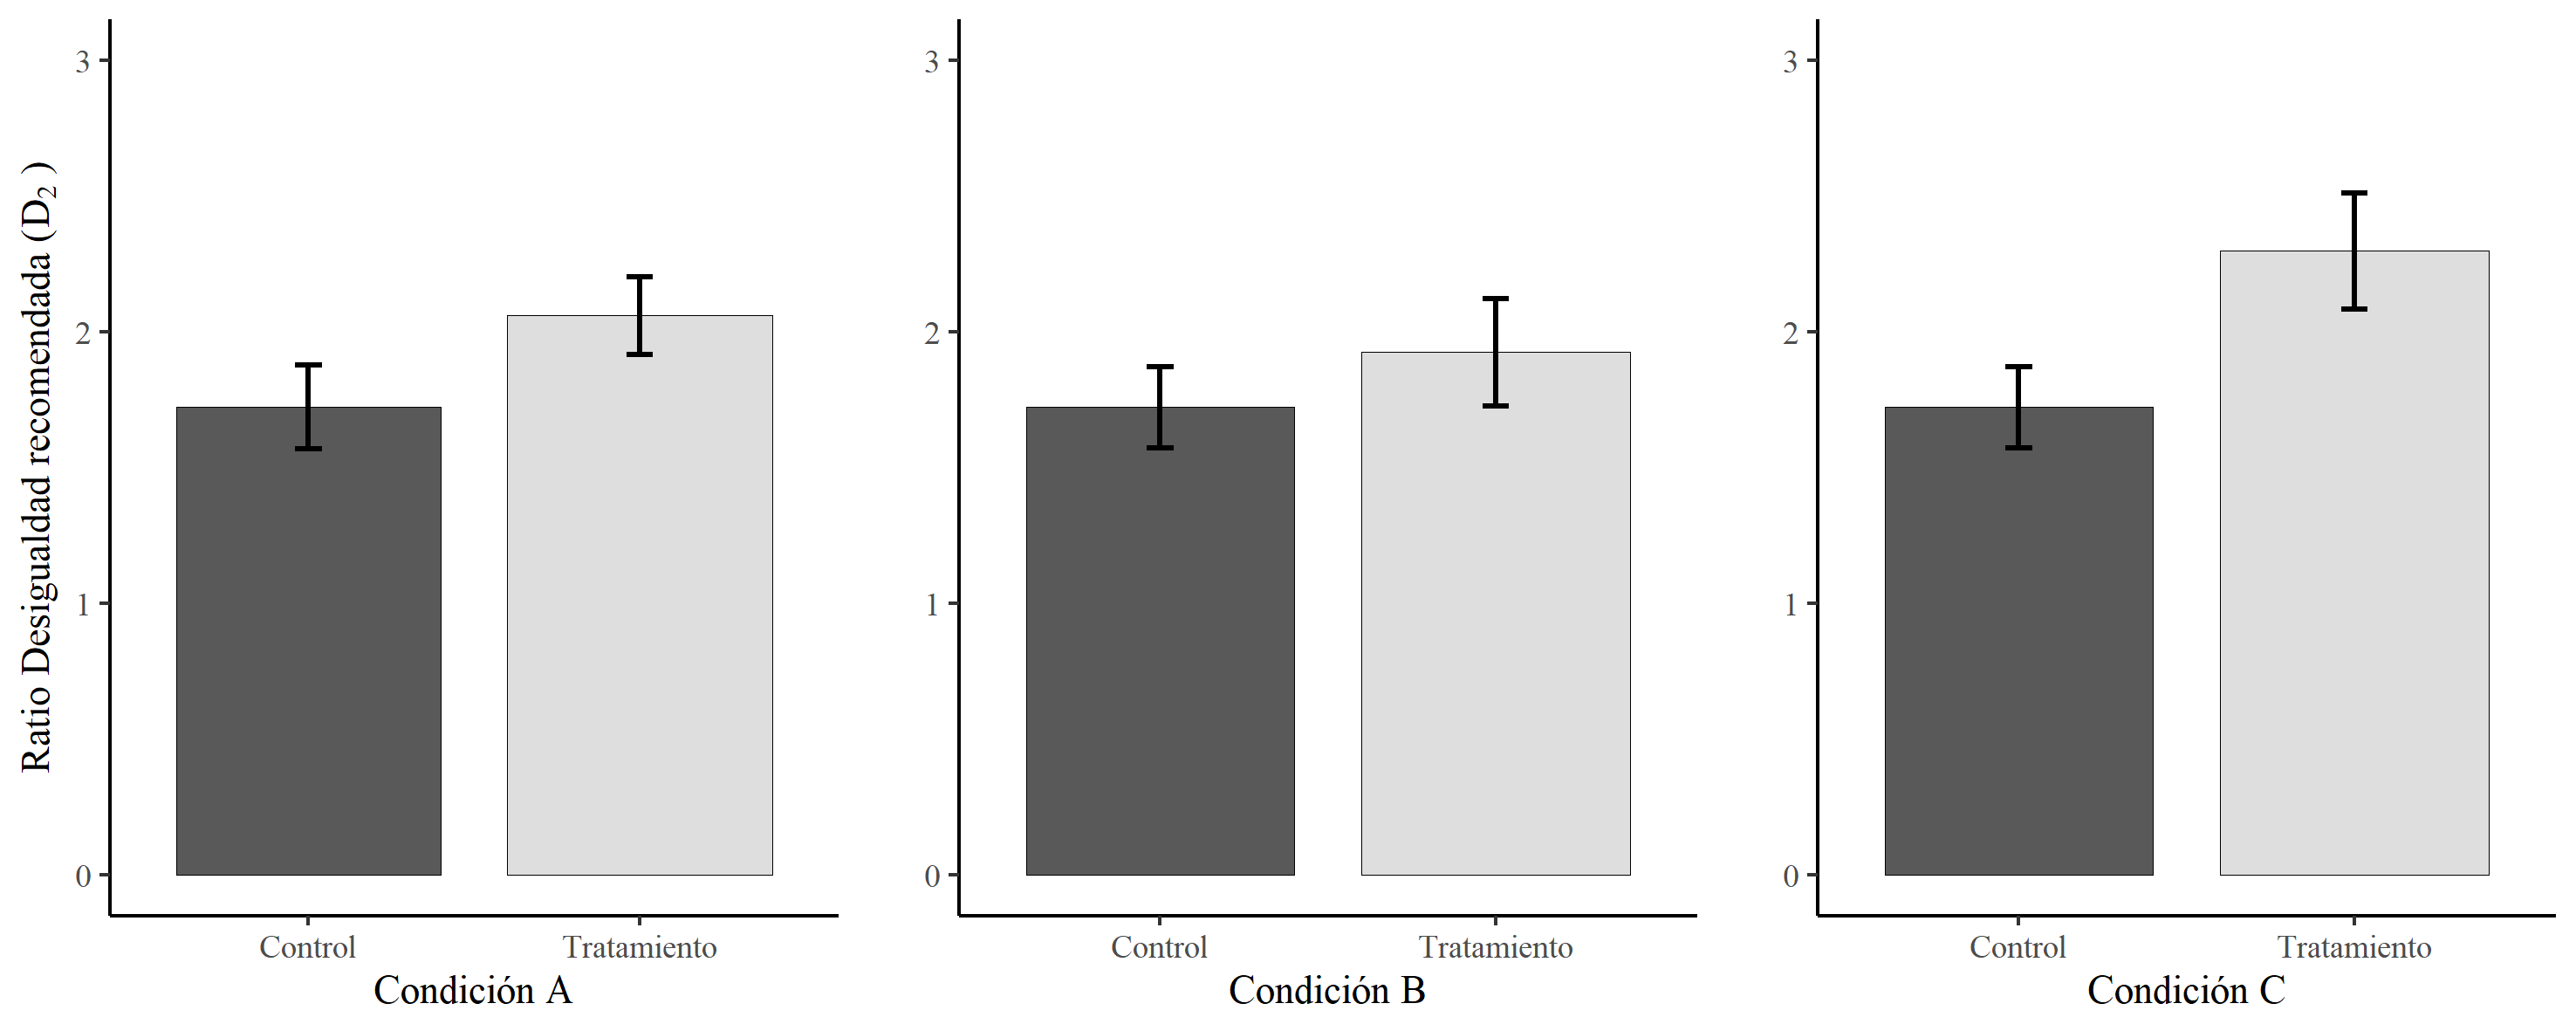 Ratio Desigualdad recomendada (D₂ )
3
2
1
0
Control Tratamiento
Condición A
3
2
1
0
Control Tratamiento
Condición B
3
2
1
0
Control Tratamiento
Condición C